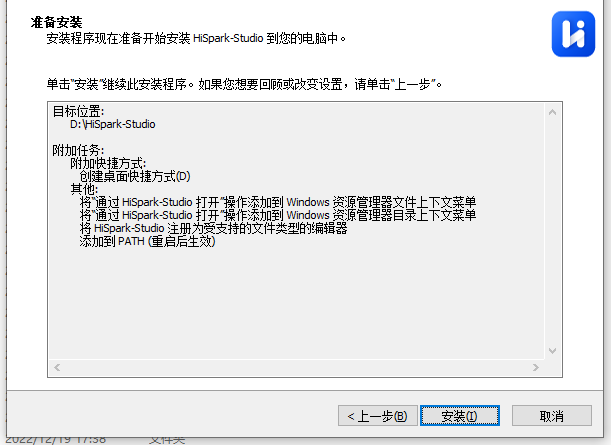 准备安装
安装程序现在准备开始安装 HiSpark-Studio 到您的电脑中。
单击“安装”继续此安装程序。如果您想要回顾或改变设置，请单击“上一步”。
目标位置:
D:\HiSpark-Studio
附加任务:
附加快捷方式:
创建桌面快捷方式(D)
其他:
将“通过 HiSpark-Studio 打开”操作添加到 Windows 资源管理器文件上下文菜单
将“通过 HiSpark-Studio 打开”操作添加到 Windows 资源管理器目录上下文菜单
将 HiSpark-Studio 注册为受支持的文件类型的编辑器
添加到 PATH (重启后生效)
< 上一步(B)
安装(I)
取消
2022/12/19 17:38
文件夹